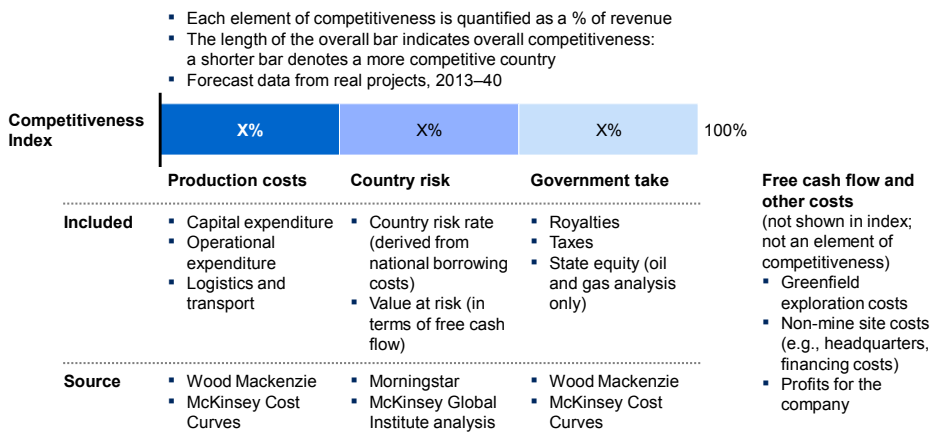 ▪ Each element of competitiveness is quantified as a % of revenue
▪ The length of the overall bar indicates overall competitiveness:
a shorter bar denotes a more competitive country
▪ Forecast data from real projects, 2013–40
Competitiveness
Index
X%
X%
X%
100%
Production costs
Country risk
Government take
Included
▪ Capital expenditure
▪ Operational
expenditure
▪ Logistics and
transport
▪ Country risk rate
(derived from
national borrowing
costs)
▪ Value at risk (in
terms of free cash
flow)
▪ Royalties
▪ Taxes
▪ State equity (oil
and gas analysis
only)
Source
▪ Wood Mackenzie
▪ McKinsey Cost
Curves
▪ Morningstar
▪ McKinsey Global
Institute analysis
▪ Wood Mackenzie
▪ McKinsey Cost
Curves
Free cash flow and
other costs
(not shown in index;
not an element of
competitiveness)
▪ Greenfield
exploration costs
▪ Non-mine site costs
(e.g., headquarters,
financing costs)
▪ Profits for the
company